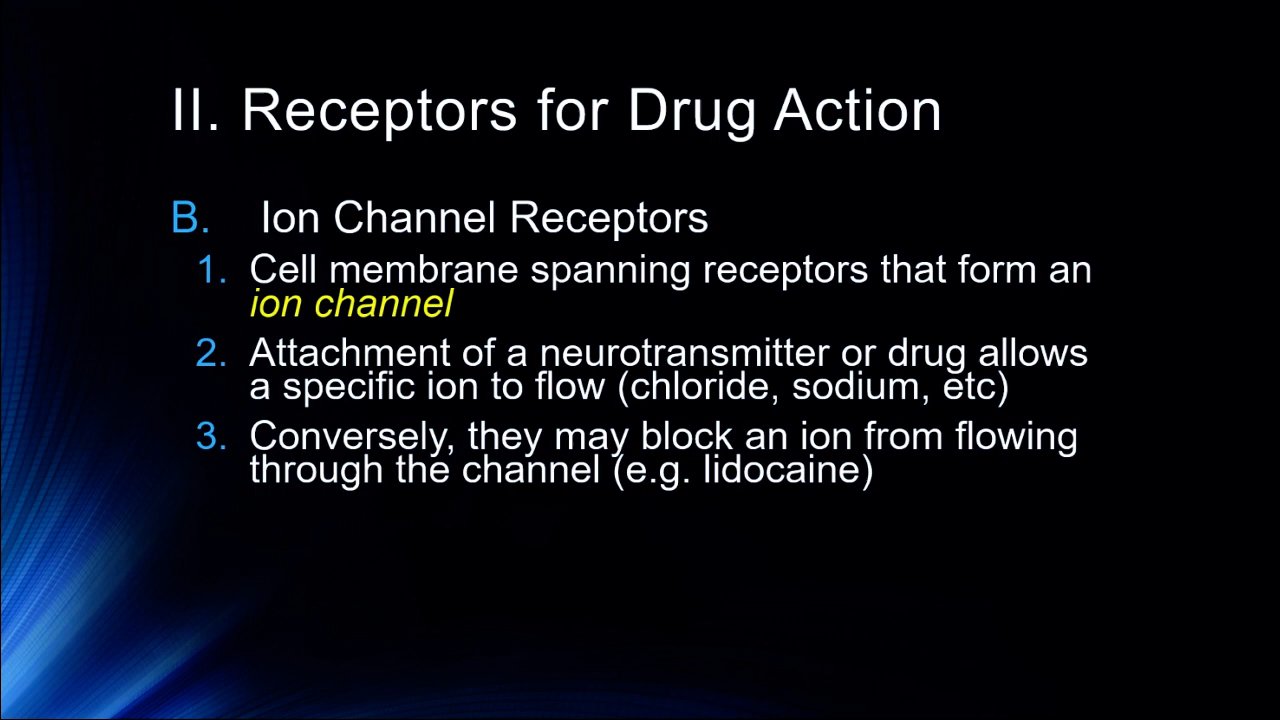 II. Receptors for Drug Action
B. Ion Channel Receptors
1. Cell membrane spanning receptors that form an
ion channel
2. Attachment of a neurotransmitter or drug allows
a specific ion to flow (chloride, sodium, etc)
3. Conversely, they may block an ion from flowing
through the channel (e.g. lidocaine)